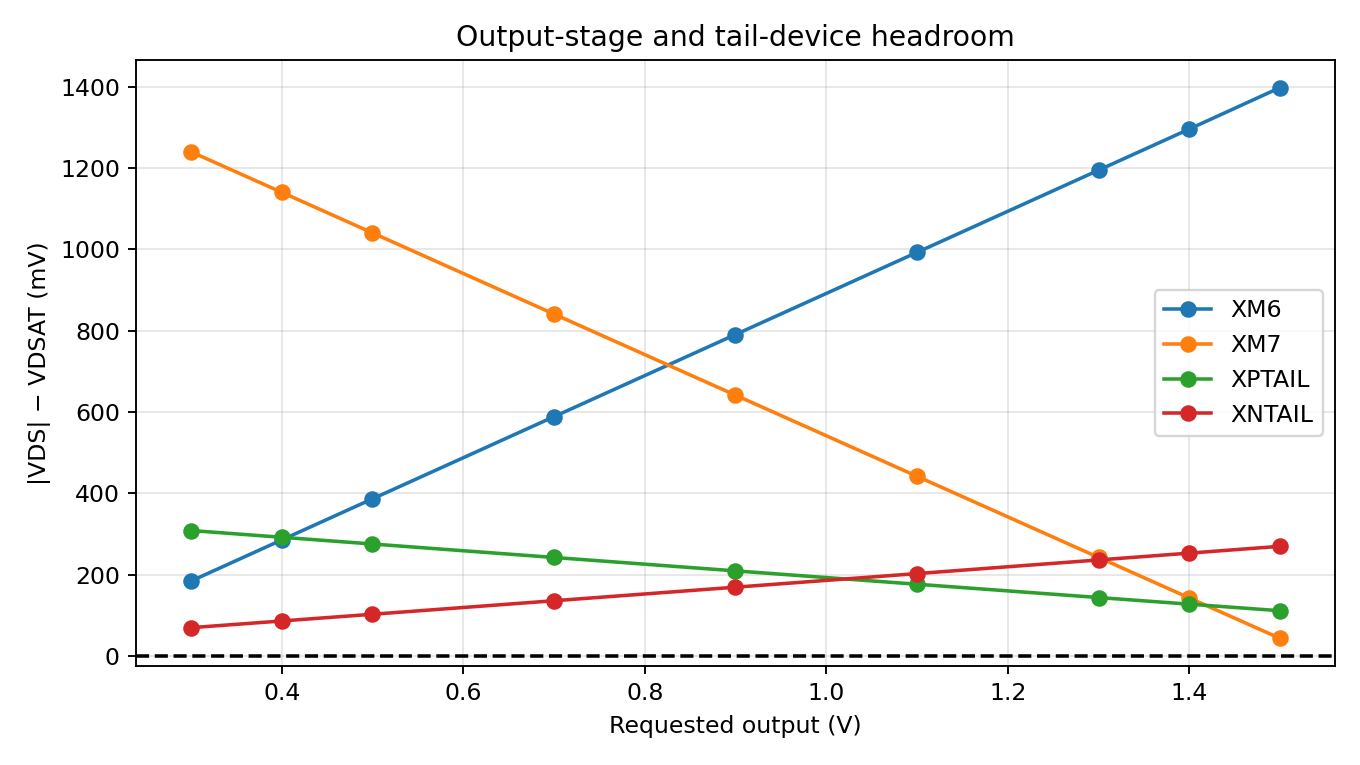 Output-stage and tail-device headroom
|VDS| − VDSAT (mV)
1400
1200
1000
800
600
400
200
0
XM6
XM7
XPTAIL
XNTAIL
0.4 0.6 0.8 1.0 1.2 1.4
Requested output (V)